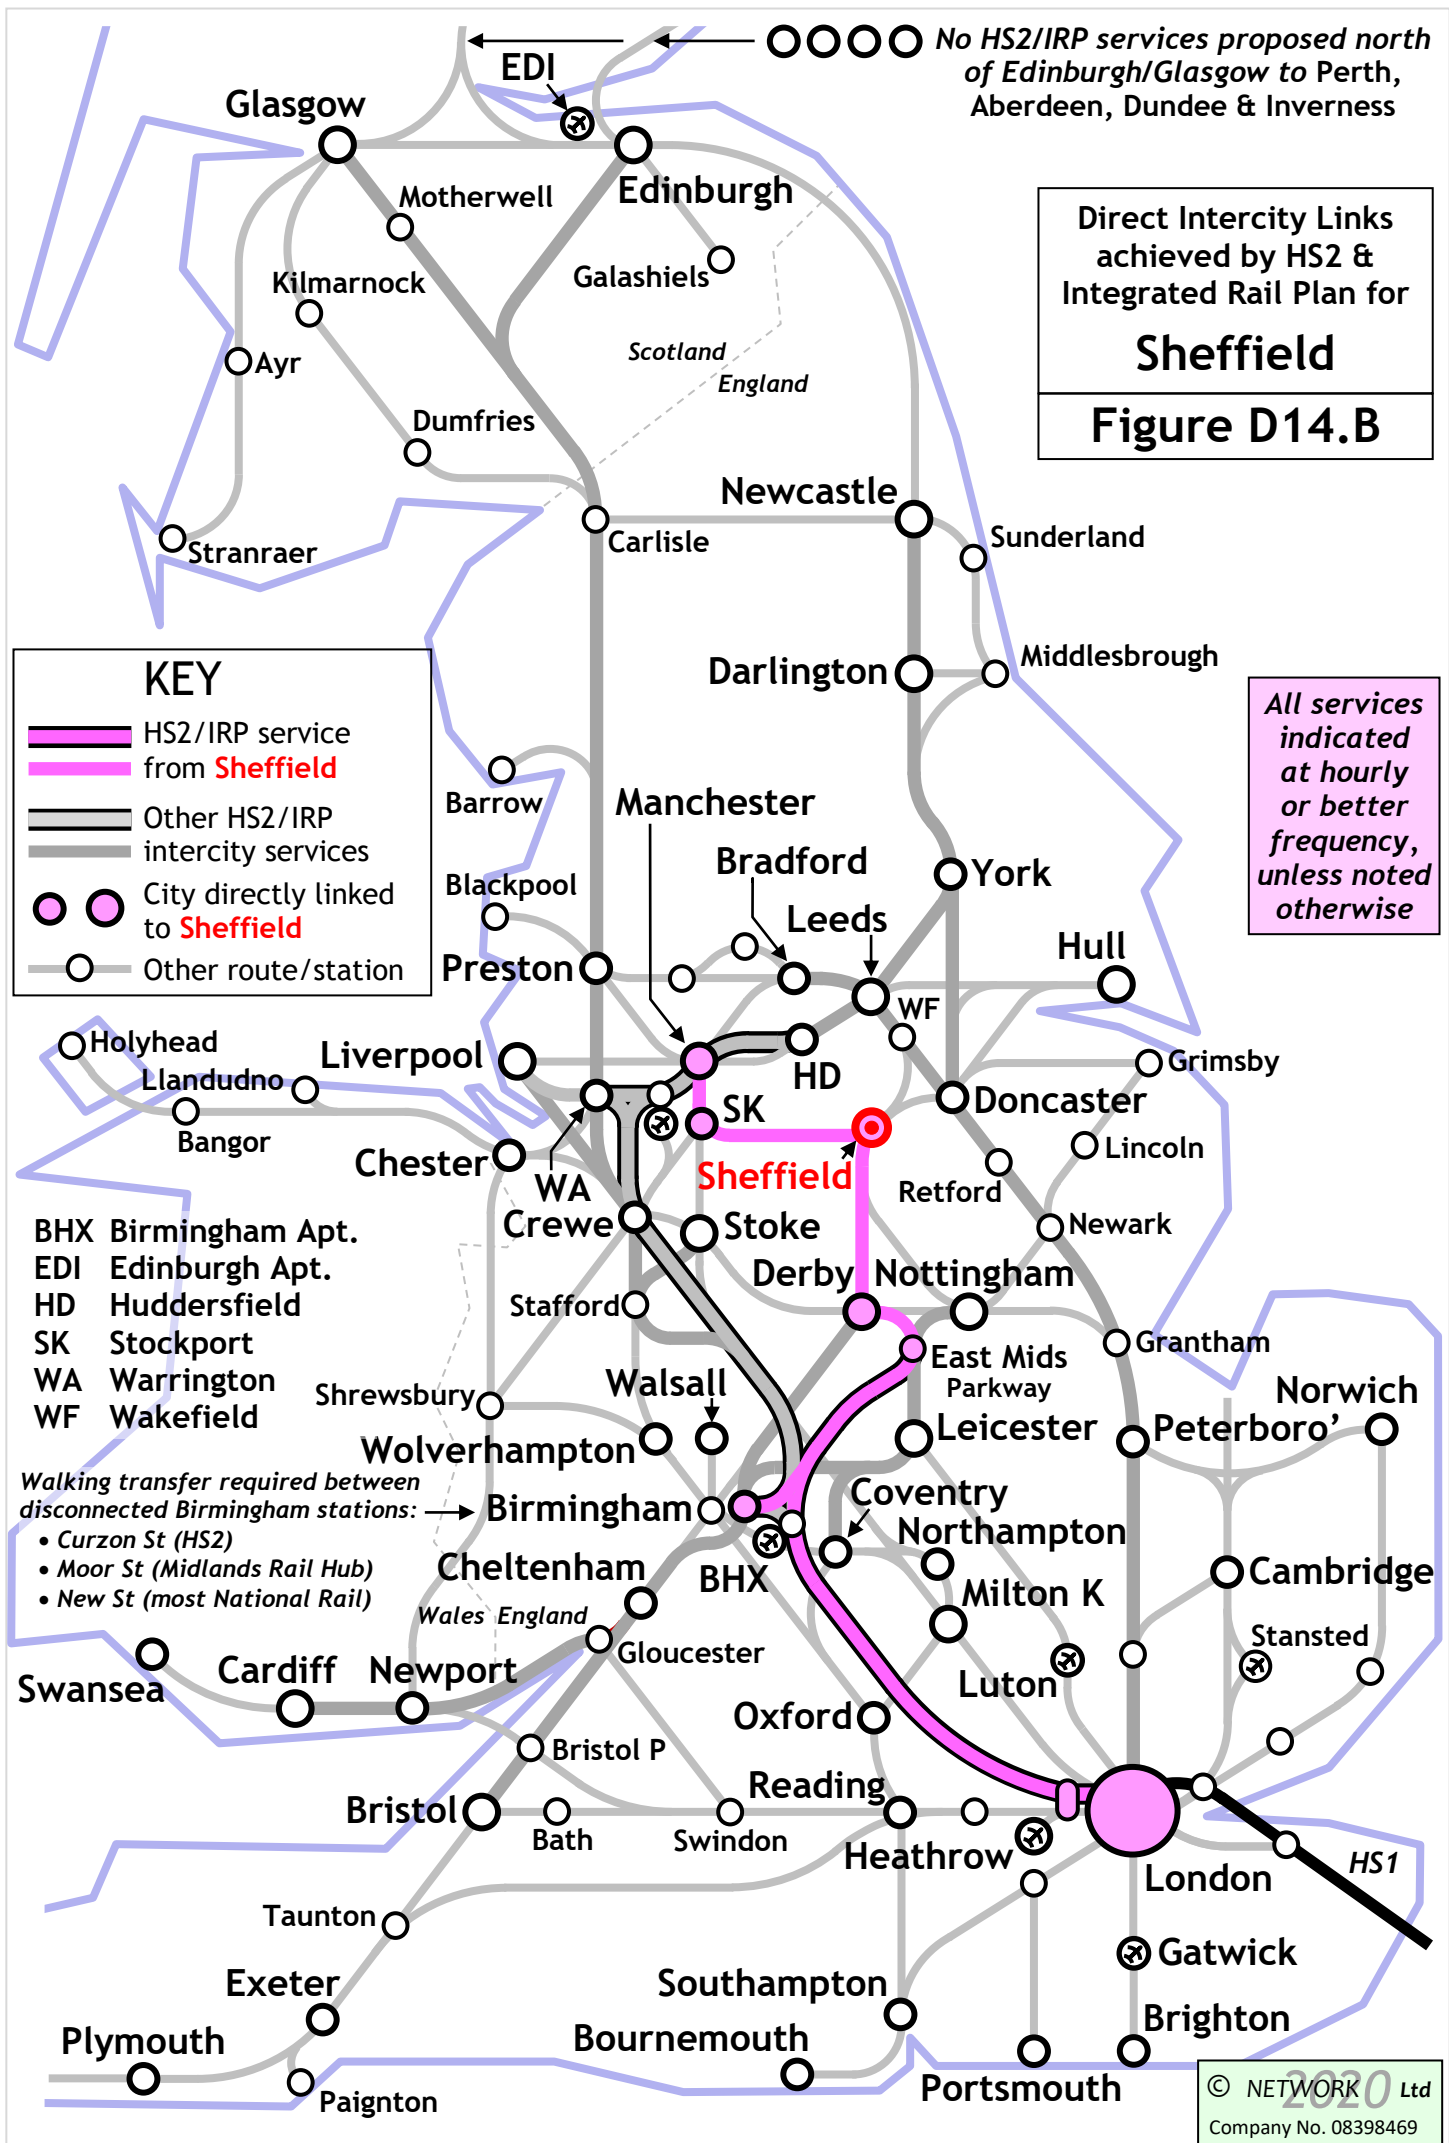 No HS2/IRP services proposed north
of Edinburgh/Glasgow to Perth,
Aberdeen, Dundee & Inverness
EDI
Glasgow
Edinburgh
Motherwell
Galashiels
Kilmarnock
Ayr
Dumfries
Stranraer
Scotland
England
Direct Intercity Links
achieved by HS2 &
Integrated Rail Plan for
Sheffield
Figure D14.B
Newcastle
Carlisle
Sunderland
Darlington
Middlesbrough
KEY
HS2/IRP service
from Sheffield
Other HS2/IRP
intercity services
City directly linked
to Sheffield
Other route/station
All services
indicated
at hourly
or better
frequency,
unless noted
otherwise
Barrow
Manchester
Bradford
York
Blackpool
Leeds
Hull
Preston
WF
Holyhead
Liverpool
Llandudno
HD
Grimsby
Bangor
SK
Doncaster
Chester
Lincoln
WA
Sheffield
Retford
Crewe
Stoke
Newark
BHX Birmingham Apt.
EDI Edinburgh Apt.
HD Huddersfield
SK Stockport
WA Warrington
WF Wakefield
Derby
Nottingham
Stafford
Grantham
East Mids
Parkway
Shrewsbury
Walsall
Norwich
Wolverhampton
Leicester
Peterboro’
Walking transfer required between
disconnected Birmingham stations:
• Curzon St (HS2)
• Moor St (Midlands Rail Hub)
• New St (most National Rail)
Birmingham
Coventry
Northampton
BHX
Cheltenham
Cambridge
Milton K
Wales England
Gloucester
Stansted
Swansea
Cardiff
Newport
Luton
Oxford
Bristol P
Reading
Bristol
Bath
Swindon
Heathrow
London
HS1
Taunton
Gatwick
Exeter
Southampton
Brighton
Plymouth
Bournemouth
Portsmouth
Paignton
© NETWORK 2020 Ltd
Company No. 08398469